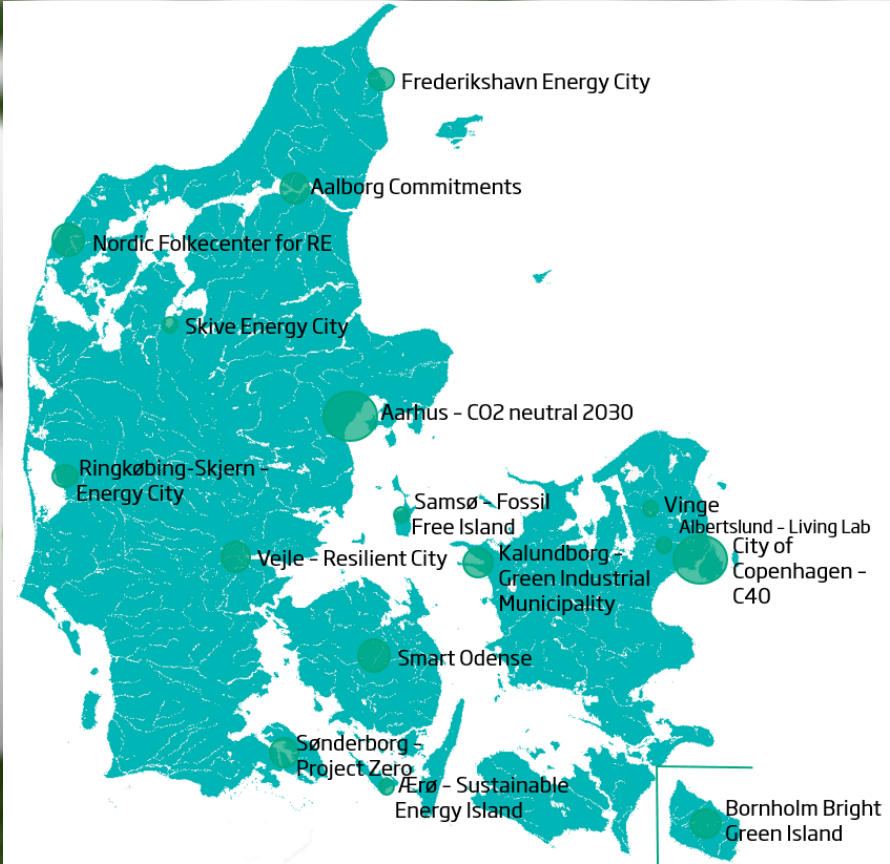 Frederikshavn Energy City
Aalborg Commitments
Nordic Folkecenter for RE
Skive Energy City
Aarhus – CO2 neutral 2030
Ringkøbing-Skjern –
Energy City
Samsø – Fossil
Free Island
Vinge
Albertslund – Living Lab
City of
Copenhagen –
C40
Vejle – Resilient City
Kalundborg –
Green Industrial
Municipality
Smart Odense
Sønderborg –
Project Zero
Ærø – Sustainable
Energy Island
Bornholm Bright
Green Island